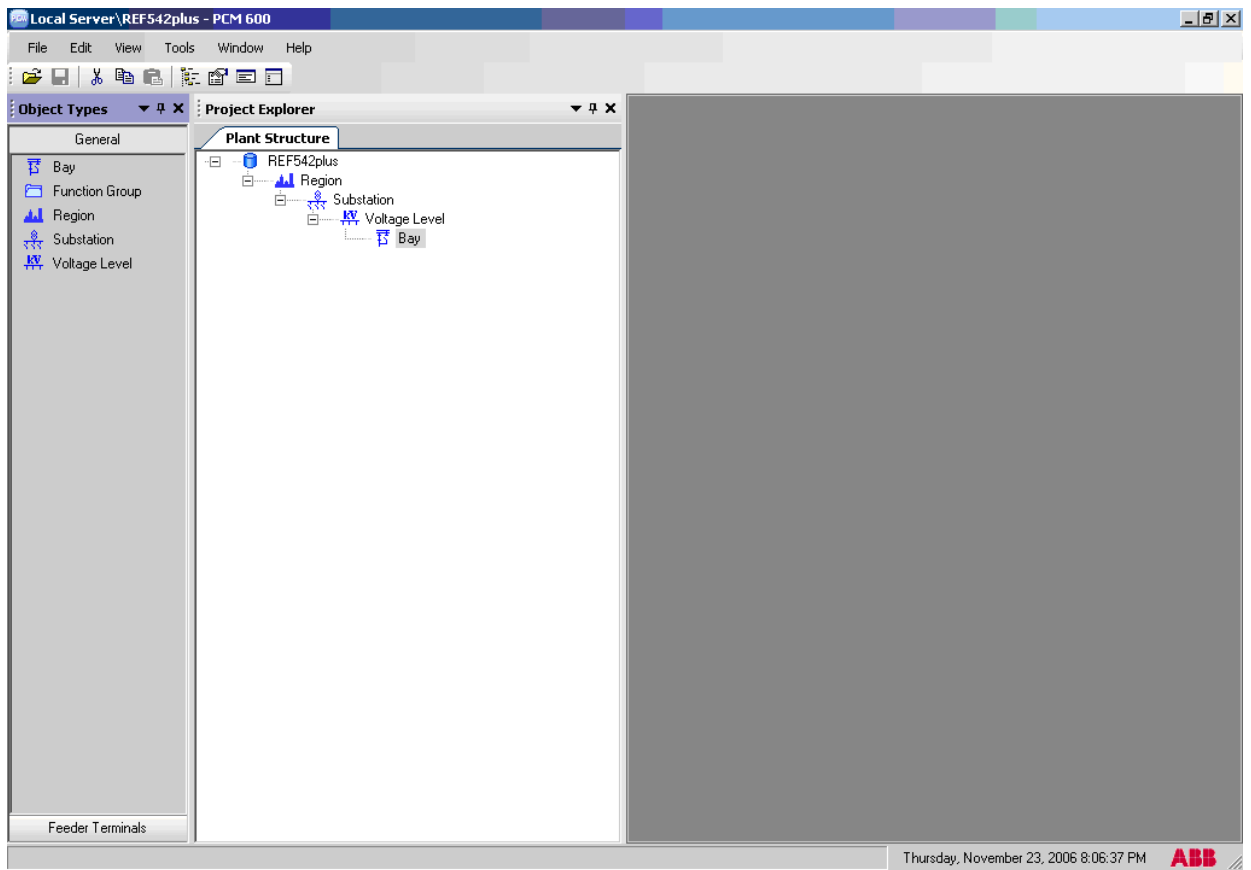 Local Server\REF542plus - PCM 600
File Edit View Tools Window Help
Object Types
Project Explorer
General
Plant Structure
Bay
Function Group
Region
Substation
Voltage Level
REF542plus
Region
Substation
Voltage Level
Bay
Feeder Terminals
Thursday, November 23, 2006 8:06:37 PM
ABB